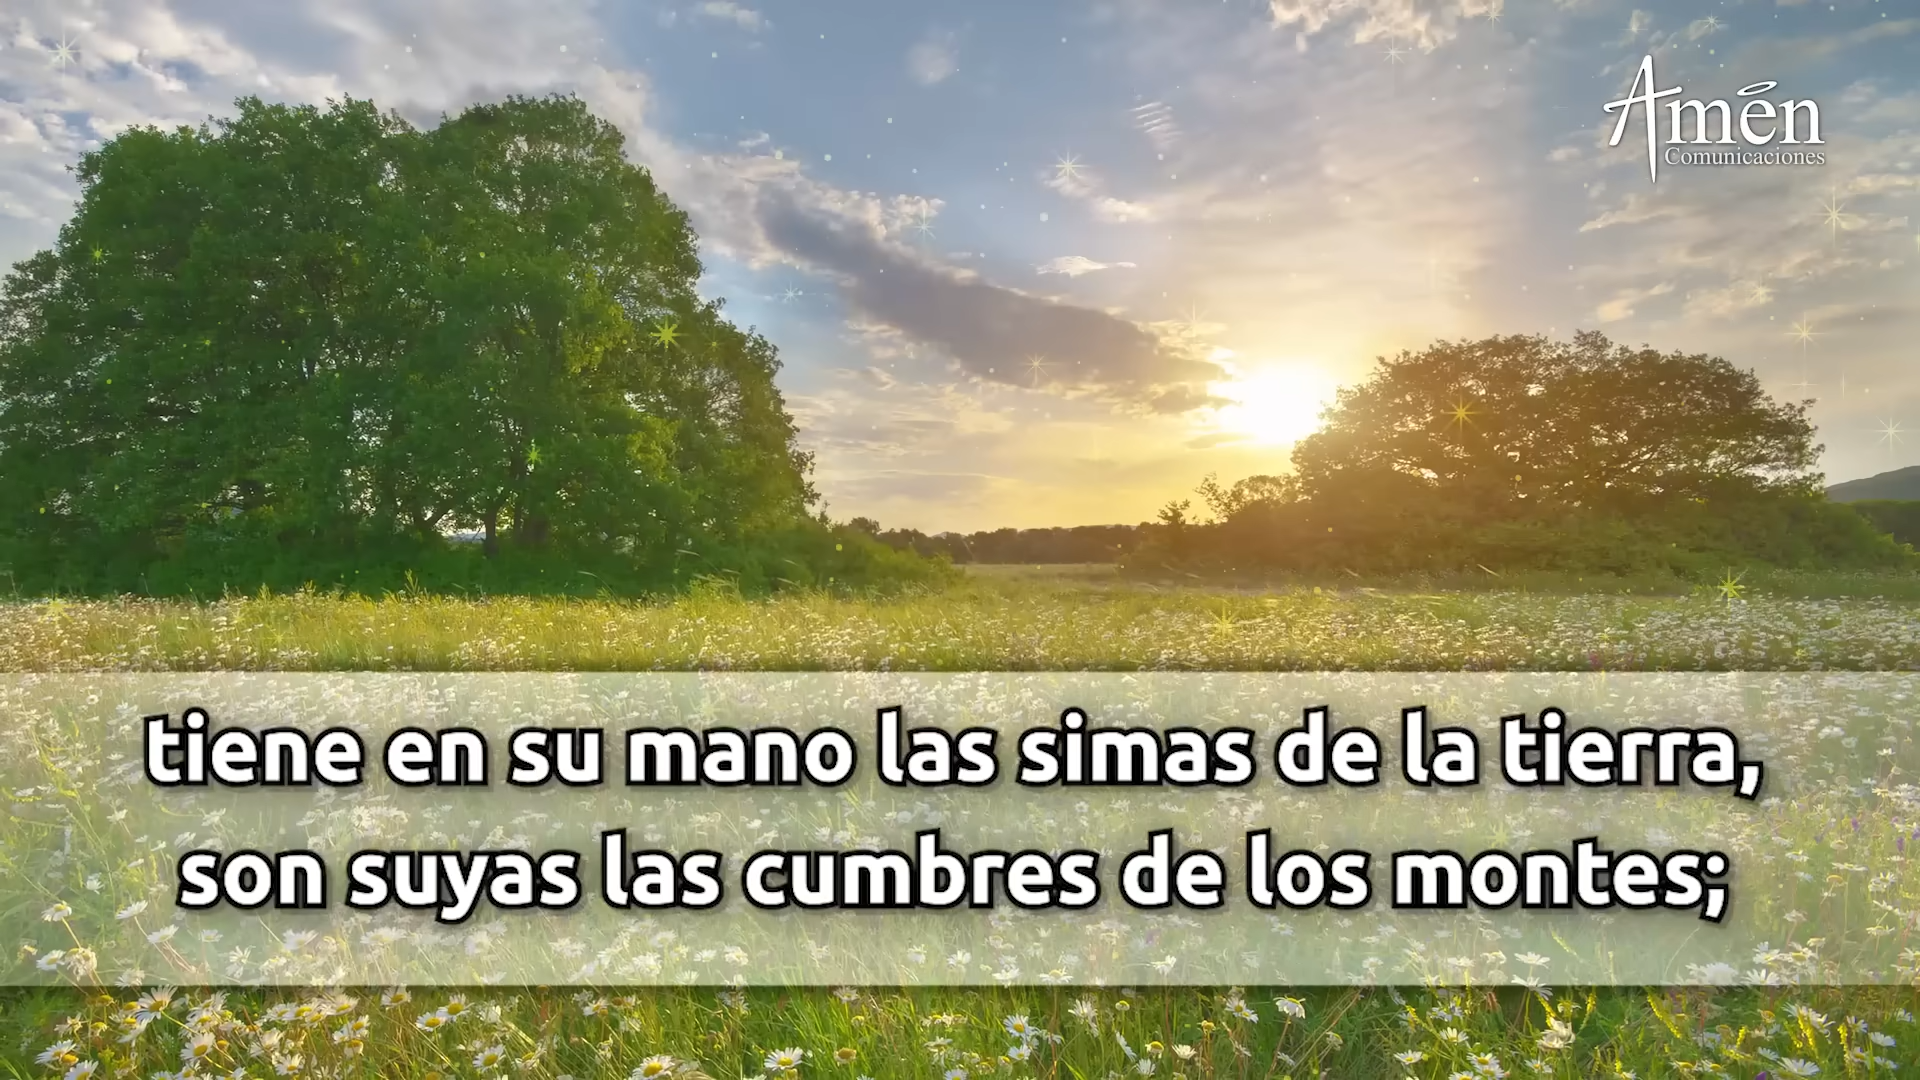 Amén
Comunicaciones
tiene en su mano las simas de la tierra,
son suyas las cumbres de los montes;